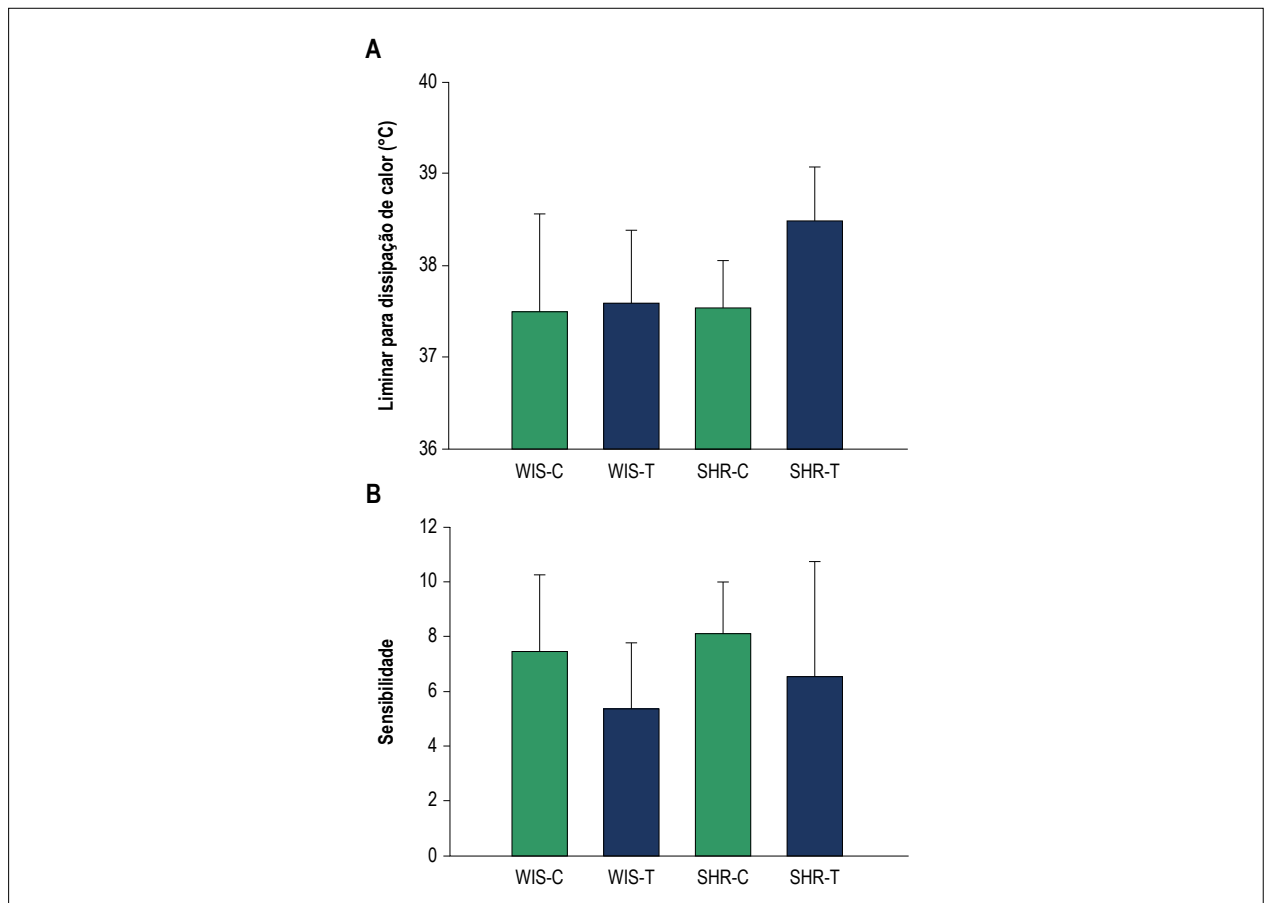 A
Liminar para dissipação de calor (°C)
40
39
38
37
36
WIS-C WIS-T SHR-C SHR-T
B
Sensibilidade
12
10
8
6
4
2
0
WIS-C WIS-T SHR-C SHR-T